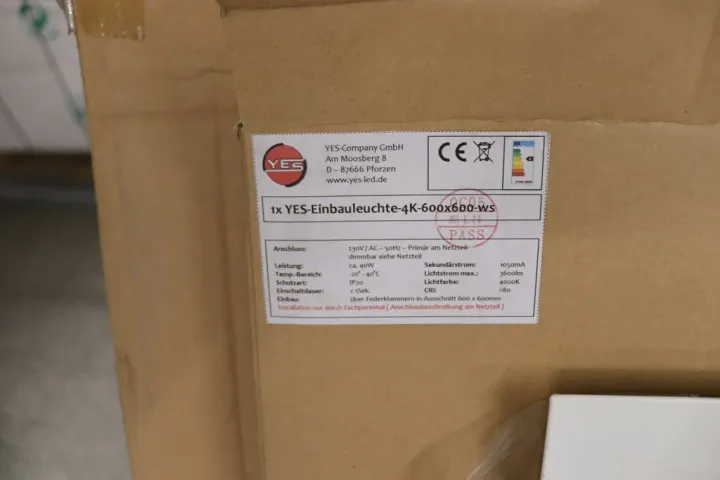 YES
YES-Company GmbH
Am Moosberg 8
D – 87666 Pforzen
www.yes-led.de
CE
1x YES-Einbauleuchte-4K-600x600-ws
QC05
PASS
Anschluss: 230V / AC – 50Hz – Primär am Netzteil
dimmbar siehe Netzteil
Leistung: ca. 40W Sekundärstrom: 1050mA
Temp.-Bereich: -20° - 40°C Lichtstrom max.: 3600lm
Schutzart: IP20 Lichtfarbe: 4000K
Einschaltdauer: < 1Sek. CRI: >80
Einbau: über Federklammern in Ausschnitt 600 x 600mm
Installation nur durch Fachpersonal ( Anschlussbeschreibung am Netzteil )